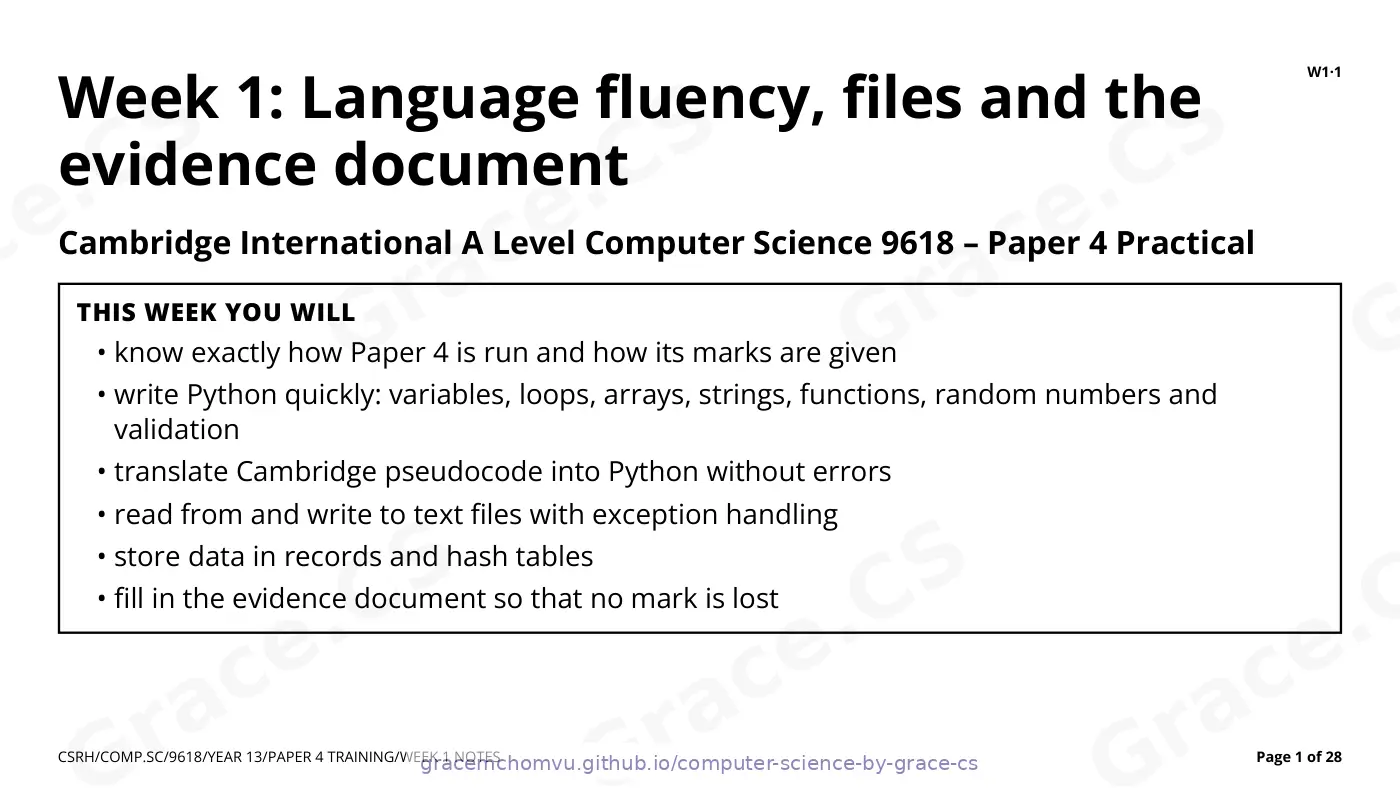 W1·1
Week 1: Language fluency, files and the
evidence document
Cambridge International A Level Computer Science 9618 – Paper 4 Practical
THIS WEEK YOU WILL
• know exactly how Paper 4 is run and how its marks are given
• write Python quickly: variables, loops, arrays, strings, functions, random numbers and
validation
• translate Cambridge pseudocode into Python without errors
• read from and write to text files with exception handling
• store data in records and hash tables
• fill in the evidence document so that no mark is lost
CSRH/COMP.SC/9618/YEAR 13/PAPER 4 TRAINING/WEEK 1 NOTES
gracemchomvu.github.io/computer-science-by-grace-cs
Page 1 of 28
Grace.CS